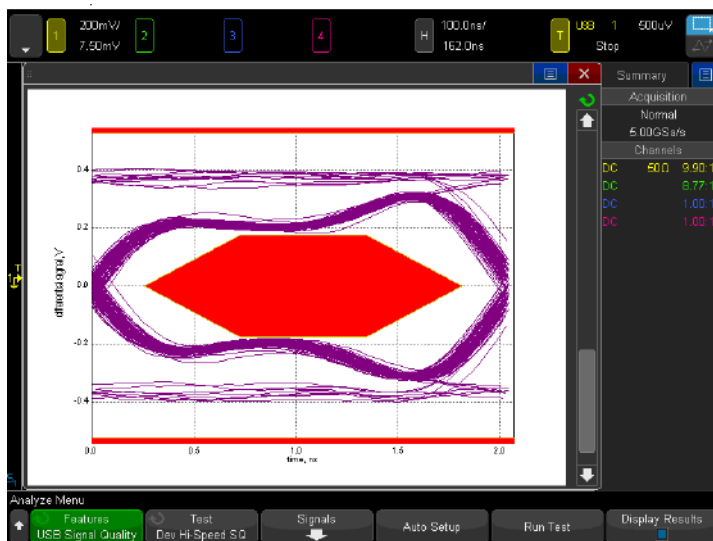 200mV/
100.0ns/
USB 1 500uV
1
2
3
4
H
T
7.50mV
162.0ns
Stop
Summary
Acquisition
Normal
5.00GSa/s
Channels
DC 50Ω 9.90:1
DC 8.77:1
DC 1.00:1
DC 1.00:1
0.4
0.2
0.0
-0.2
-0.4
differential signal, V
0.0 0.5 1.0 1.5 2.0
time, ns
T
Analyze Menu
Features
USB Signal Quality
Test
Dev Hi-Speed SQ
Signals
Auto Setup
Run Test
Display Results